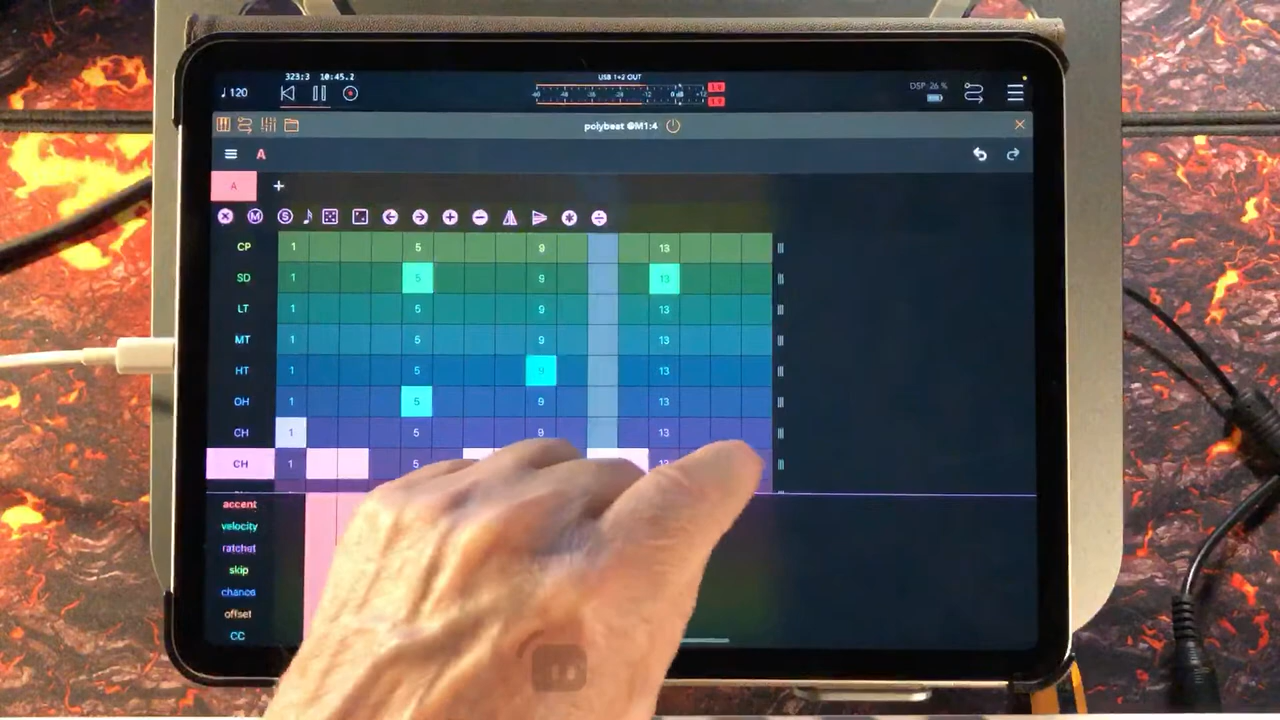 323:3 10:45.2
USB 1+2 OUT
♩120
DSP: 26 %
polybeat @M1:4
A
A +
M S
CP 1 5 9 13
SD 1 5 9 13
LT 1 5 9 13
MT 1 5 9 13
HT 1 5 9 13
OH 1 5 9 13
CH 1 5 9 13
CH 1 5
accent
velocity
ratchet
skip
chance
offset
CC